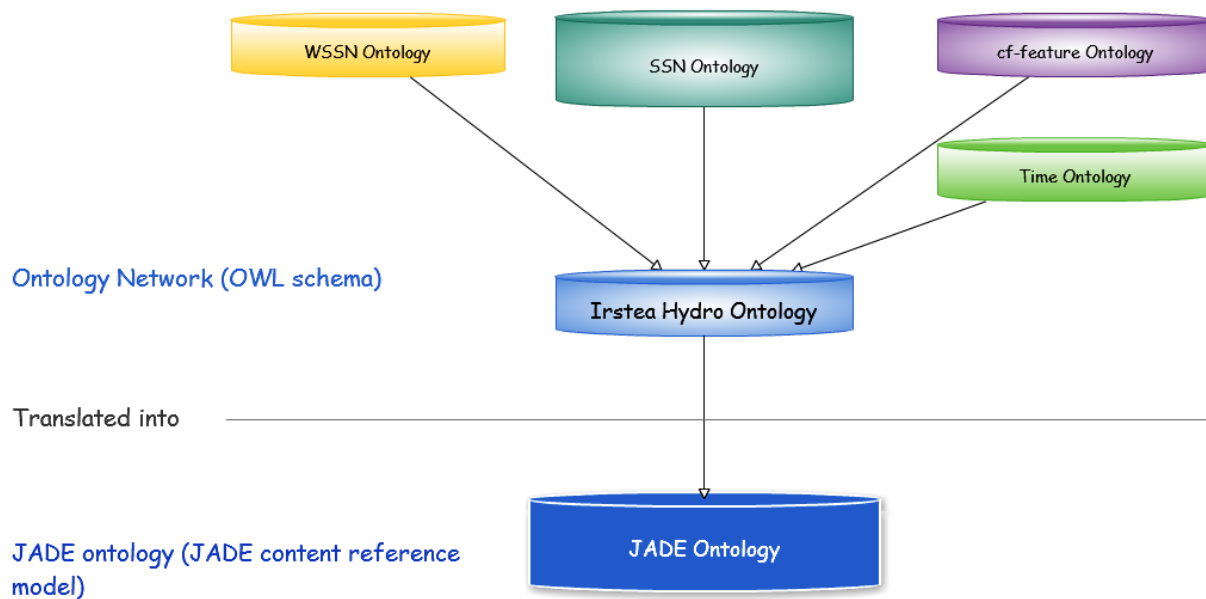 WSSN Ontology
SSN Ontology
cf-feature Ontology
Time Ontology
Ontology Network (OWL schema)
Irstea Hydro Ontology
Translated into
JADE Ontology
JADE ontology (JADE content reference
model)